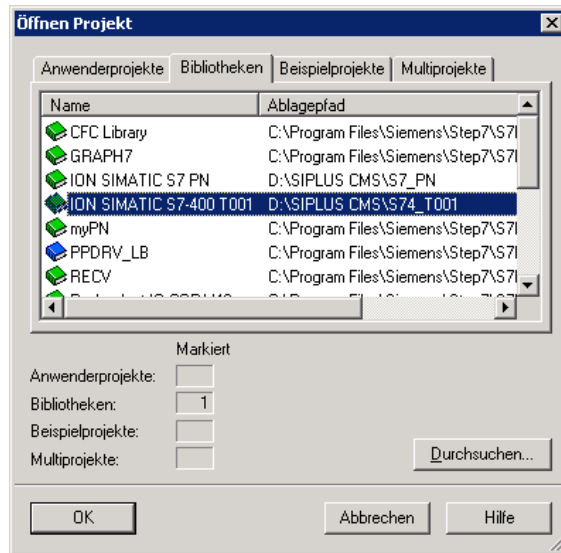 Öffnen Projekt
Anwenderprojekte Bibliotheken Beispielprojekte Multiprojekte
Name Ablagepfad
CFC Library C:\Program Files\Siemens\Step7\S7
GRAPH7 C:\Program Files\Siemens\Step7\S7
ION SIMATIC S7 PN D:\SIPLUS CMS\S7_PN
ION SIMATIC S7-400 T001 D:\SIPLUS CMS\S74_T001
myPN C:\Program Files\Siemens\Step7\S7
PPDRV_LB C:\Program Files\Siemens\Step7\S7
RECV C:\Program Files\Siemens\Step7\S7
Markiert
Anwenderprojekte:
Bibliotheken: 1
Beispielprojekte:
Multiprojekte:
Durchsuchen...
OK Abbrechen Hilfe